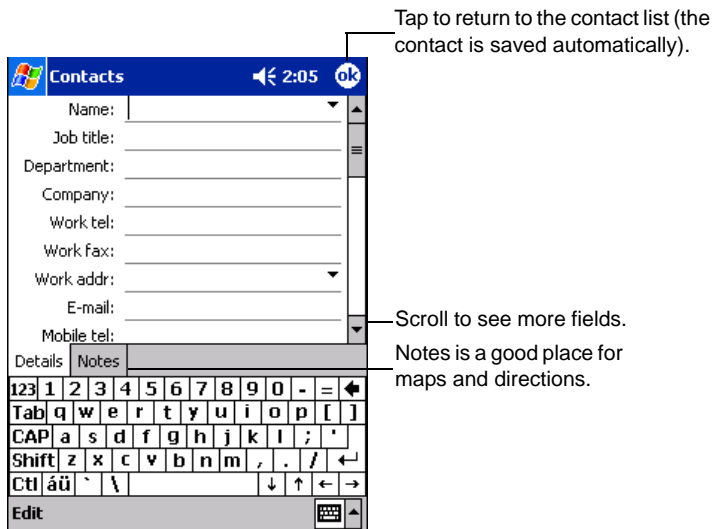 Tap to return to the contact list (the
contact is saved automatically).
Contacts 2:05 ok
Name:
Job title:
Department:
Company:
Work tel:
Work fax:
Work addr:
E-mail:
Mobile tel:
Scroll to see more fields.
Details Notes
Notes is a good place for
maps and directions.
123 1 2 3 4 5 6 7 8 9 0 - = ←
Tab q w e r t y u i o p [ ]
CAP a s d f g h j k l ; '
Shift z x c v b n m , . / ↵
Ctl áü ` \ ↓ ↑ ← →
Edit